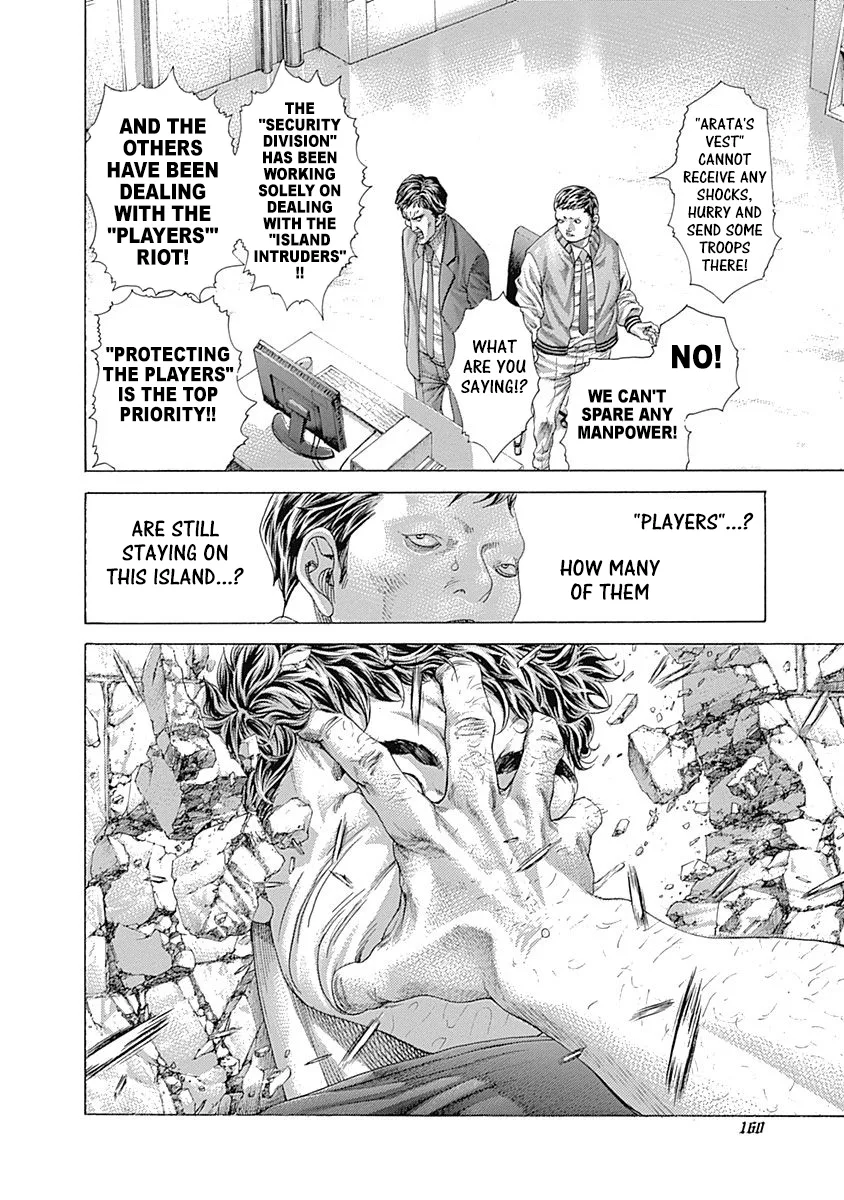 "ARATA'S
VEST"
CANNOT
RECEIVE ANY
SHOCKS,
HURRY AND
SEND SOME
TROOPS
THERE!
NO!
WE CAN'T
SPARE ANY
MANPOWER!
WHAT
ARE YOU
SAYING!?
THE
"SECURITY
DIVISION"
HAS BEEN
WORKING
SOLELY ON
DEALING
WITH THE
"ISLAND
INTRUDERS"
!!
AND THE
OTHERS
HAVE BEEN
DEALING
WITH THE
"PLAYERS'"
RIOT!
"PROTECTING
THE PLAYERS"
IS THE TOP
PRIORITY!!
"PLAYERS"...?
HOW MANY
OF THEM
ARE STILL
STAYING ON
THIS ISLAND...?
160